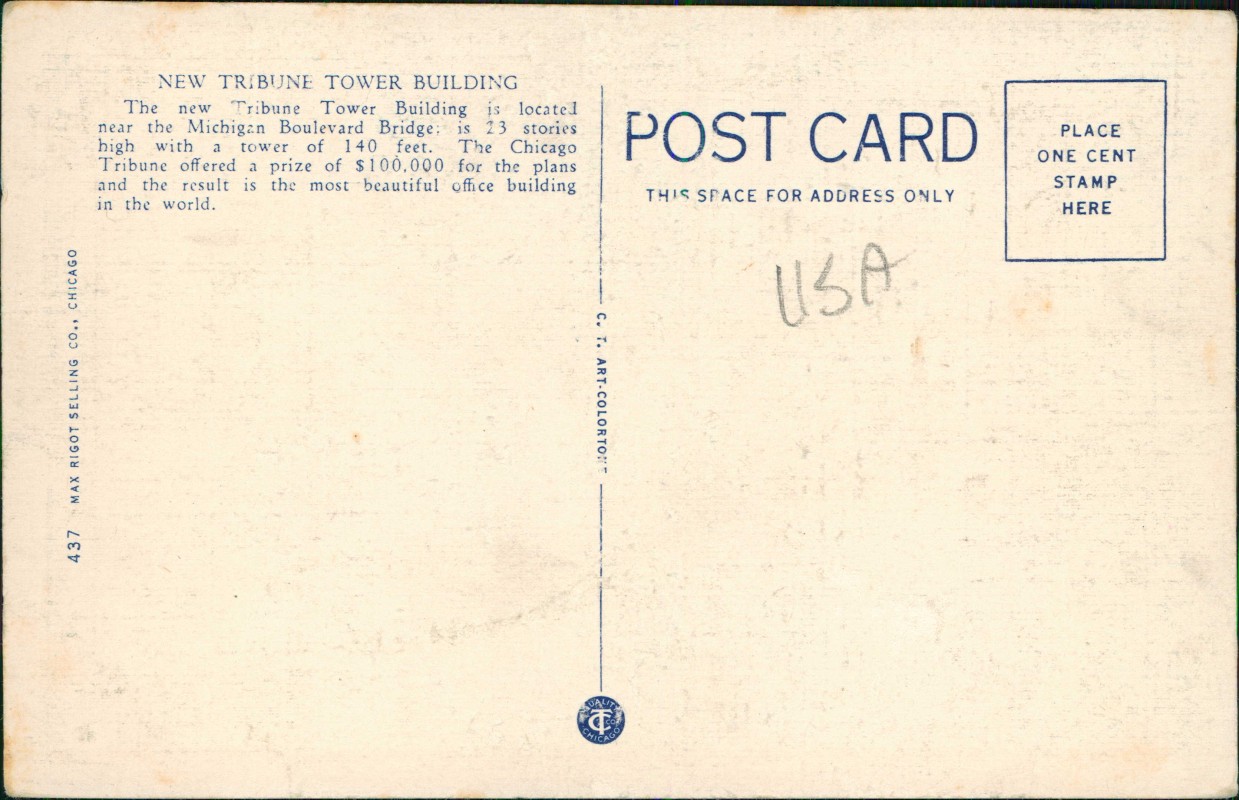 NEW TRIBUNE TOWER BUILDING
The new Tribune Tower Building is located
near the Michigan Boulevard Bridge; is 23 stories
high with a tower of 140 feet. The Chicago
Tribune offered a prize of $100,000 for the plans
and the result is the most beautiful office building
in the world.
437 MAX RIGOT SELLING CO., CHICAGO
C. T. ART-COLORTONE
QUALITY
CT CO
CHICAGO
POST CARD
THIS SPACE FOR ADDRESS ONLY
PLACE
ONE CENT
STAMP
HERE
USA